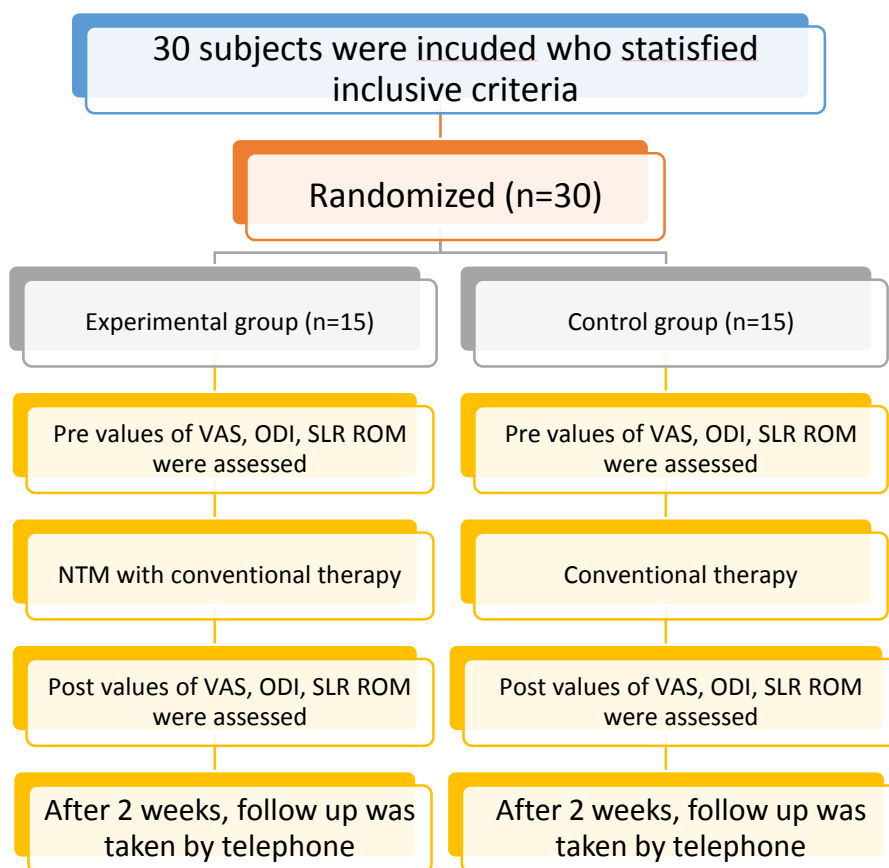 30 subjects were incuded who statisfied
inclusive criteria
Randomized (n=30)
Experimental group (n=15)
Control group (n=15)
Pre values of VAS, ODI, SLR ROM
were assessed
Pre values of VAS, ODI, SLR ROM
were assessed
NTM with conventional therapy
Conventional therapy
Post values of VAS, ODI, SLR ROM
were assessed
Post values of VAS, ODI, SLR ROM
were assessed
After 2 weeks, follow up was
taken by telephone
After 2 weeks, follow up was
taken by telephone